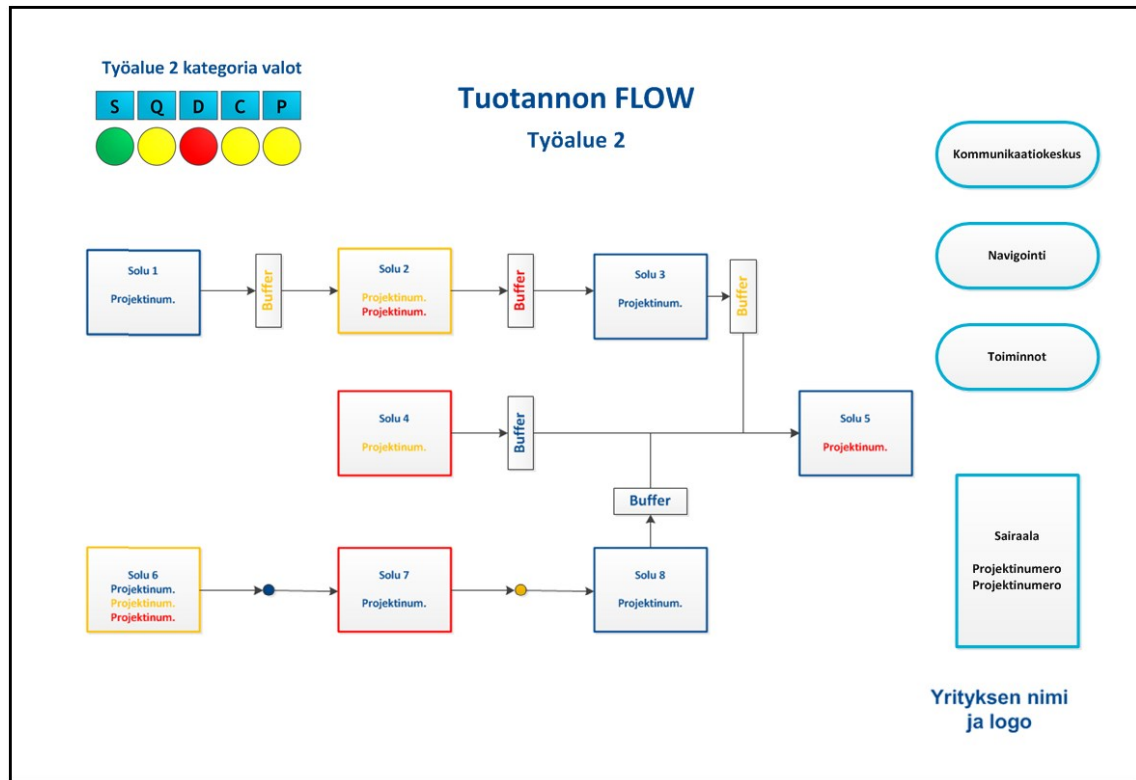 Työalue 2 kategoria valot
S Q D C P
Tuotannon FLOW
Työalue 2
Kommunikaatiokeskus
Navigointi
Toiminnot
Solu 1
Projektinum.
Buffer
Solu 2
Projektinum.
Projektinum.
Buffer
Solu 3
Projektinum.
Buffer
Solu 4
Projektinum.
Buffer
Solu 5
Projektinum.
Buffer
Solu 6
Projektinum.
Projektinum.
Projektinum.
Solu 7
Projektinum.
Solu 8
Projektinum.
Sairaala
Projektinumero
Projektinumero
Yrityksen nimi
ja logo